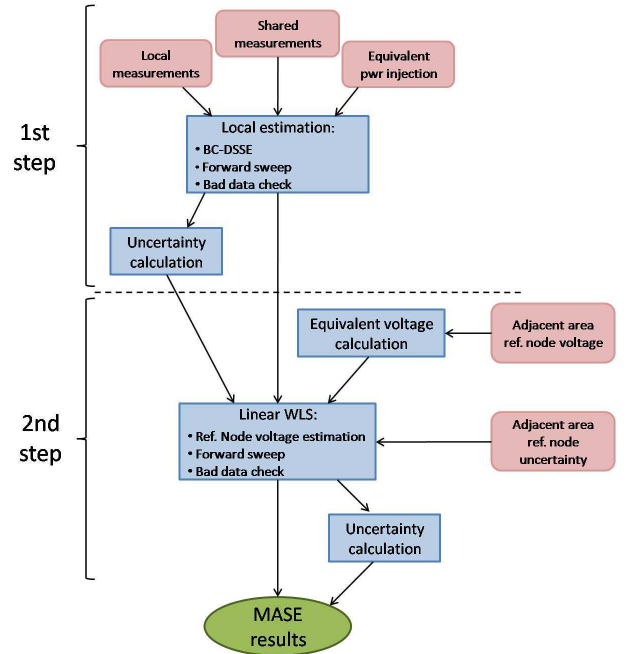 Shared
measurements
Local
measurements
Equivalent
pwr injection
1st
step
Local estimation:
• BC-DSSE
• Forward sweep
• Bad data check
Uncertainty
calculation
Equivalent voltage
calculation
Adjacent area
ref. node voltage
2nd
step
Linear WLS:
• Ref. Node voltage estimation
• Forward sweep
• Bad data check
Adjacent area
ref. node
uncertainty
Uncertainty
calculation
MASE
results